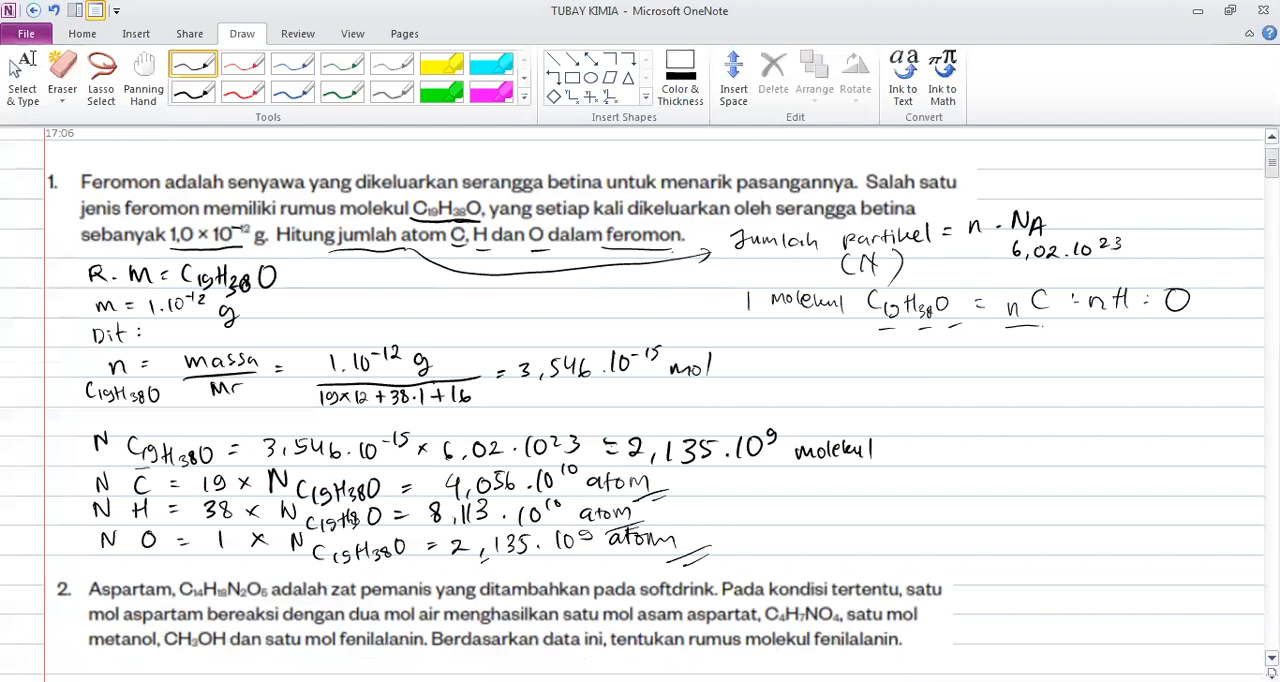 TUBAY KIMIA - Microsoft OneNote
File Home Insert Share Draw Review View Pages
Select & Type Eraser Lasso Select Panning Hand Color & Thickness Insert Space Delete Arrange Rotate Ink to Text Ink to Math
Tools Insert Shapes Edit Convert
17:06
1. Feromon adalah senyawa yang dikeluarkan serangga betina untuk menarik pasangannya. Salah satu
jenis feromon memiliki rumus molekul C₁₉H₃₈O, yang setiap kali dikeluarkan oleh serangga betina
sebanyak 1,0 × 10⁻¹² g. Hitung jumlah atom C, H dan O dalam feromon.
Jumlah partikel = n . NA
(N) 6,02.10²³
R. M = C₁₉H₃₈O
1 molekul C₁₉H₃₈O = nC : nH : O
m = 1.10⁻¹² g
Dit :
n = massa = 1.10⁻¹² g = 3,546 . 10⁻¹⁵ mol
C₁₉H₃₈O Mr 19×12 + 38.1 + 16
N C₁₉H₃₈O = 3,546.10⁻¹⁵ × 6,02.10²³ = 2,135.10⁹ molekul
N C = 19 × N C₁₉H₃₈O = 4,056.10¹⁰ atom
N H = 38 × N C₁₉H₃₈O = 8,113.10¹⁰ atom
N O = 1 × N C₁₉H₃₈O = 2,135.10⁹ atom
2. Aspartam, C₁₄H₁₈N₂O₅ adalah zat pemanis yang ditambahkan pada softdrink. Pada kondisi tertentu, satu
mol aspartam bereaksi dengan dua mol air menghasilkan satu mol asam aspartat, C₄H₇NO₄, satu mol
metanol, CH₃OH dan satu mol fenilalanin. Berdasarkan data ini, tentukan rumus molekul fenilalanin.